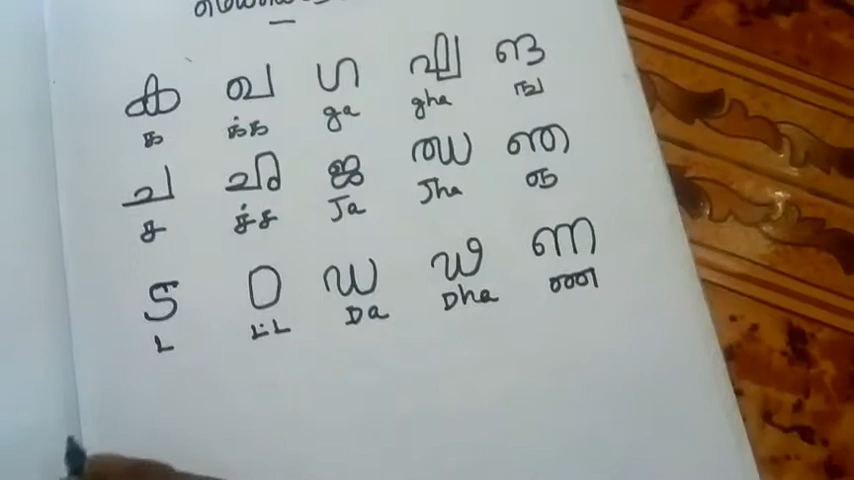 ക ഖ ഗ ഘ ങ
க க்க ga gha ங
ച ഛ ജ ഝ ഞ
ச ச்ச Ja Jha ஞ
ട ഠ ഡ ഢ ണ
ட ட்ட Da Dha ண